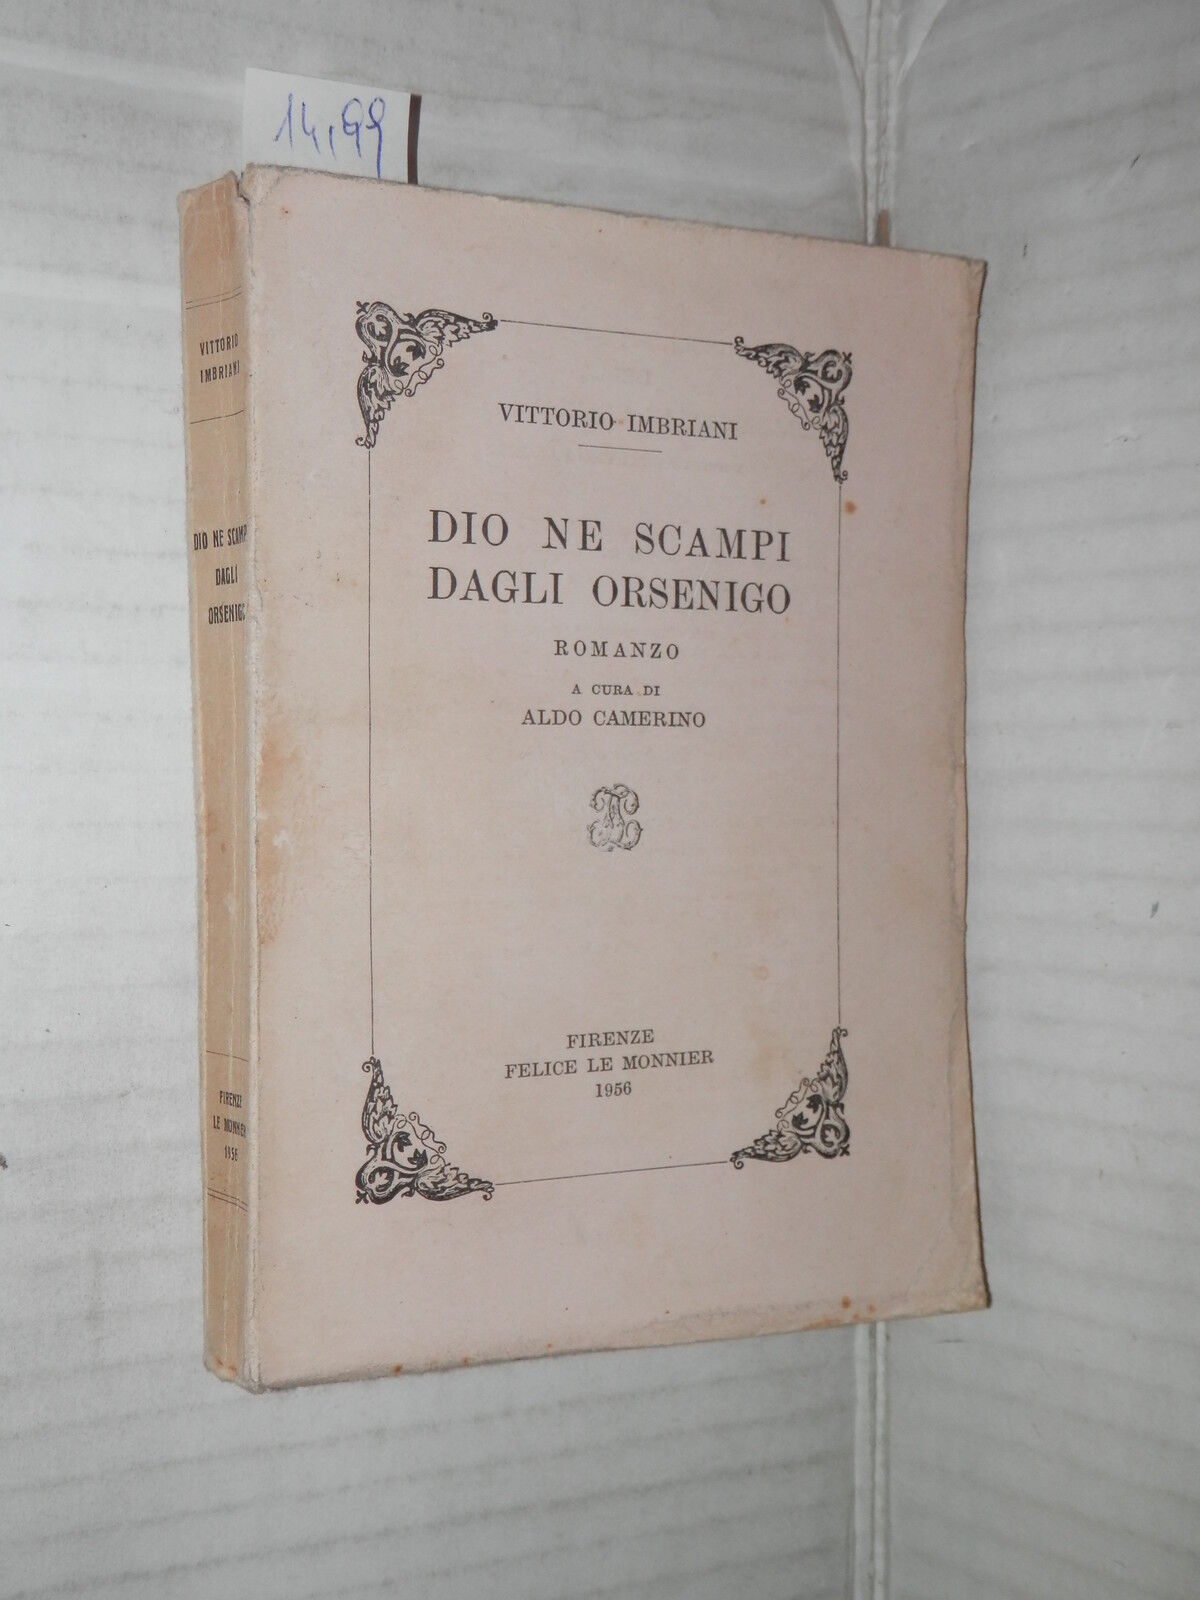 14,99
VITTORIO
IMBRIANI
DIO NE SCAMPI
DAGLI
ORSENIGO
FIRENZE
LE MONNIER
1956
VITTORIO IMBRIANI
DIO NE SCAMPI
DAGLI ORSENIGO
ROMANZO
A CURA DI
ALDO CAMERINO
FIRENZE
FELICE LE MONNIER
1956